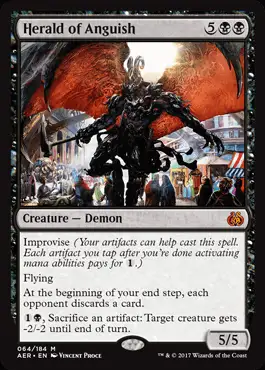 Herald of Anguish 5
Creature — Demon
Improvise (Your artifacts can help cast this spell.
Each artifact you tap after you're done activating
mana abilities pays for 1.)
Flying
At the beginning of your end step, each
opponent discards a card.
1, Sacrifice an artifact: Target creature gets
-2/-2 until end of turn.
5/5
064/184 M
AER • EN VINCENT PROCE ™ & © 2017 Wizards of the Coast